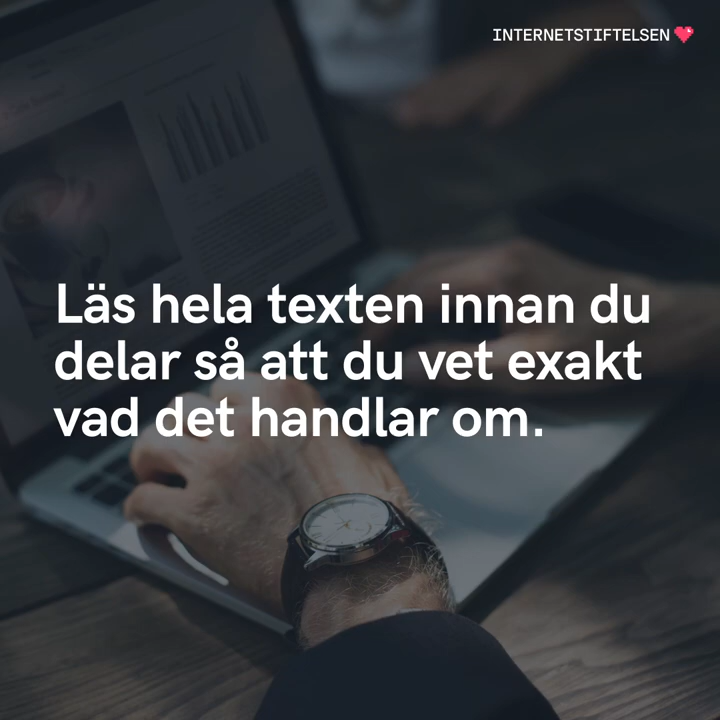 INTERNETSTIFTELSEN
Läs hela texten innan du
delar så att du vet exakt
vad det handlar om.